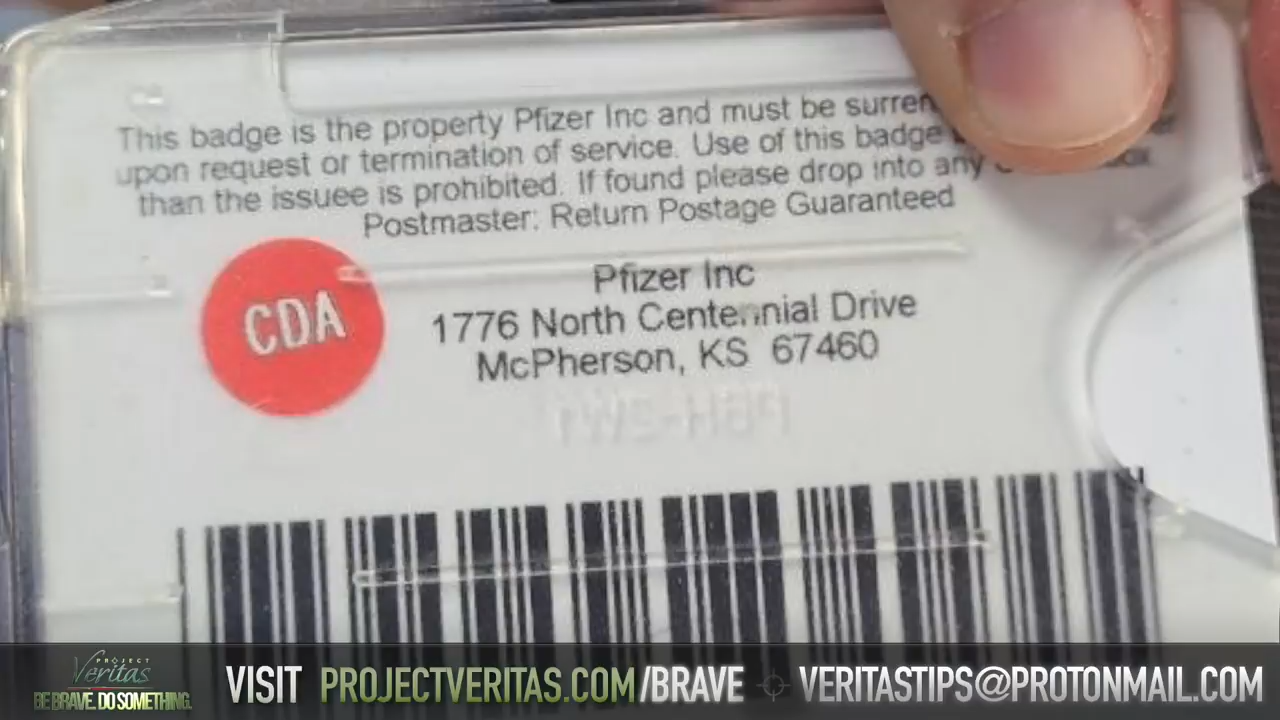 This badge is the property Pfizer Inc and must be
upon request or termination of service. Use of this badge
than the issuee is prohibited. If found please drop into any
Postmaster: Return Postage Guaranteed
CDA
Pfizer Inc
1776 North Centennial Drive
McPherson, KS 67460
PROJECT
Veritas
BE BRAVE. DO SOMETHING.
VISIT PROJECTVERITAS.COM/BRAVE VERITASTIPS@PROTONMAIL.COM